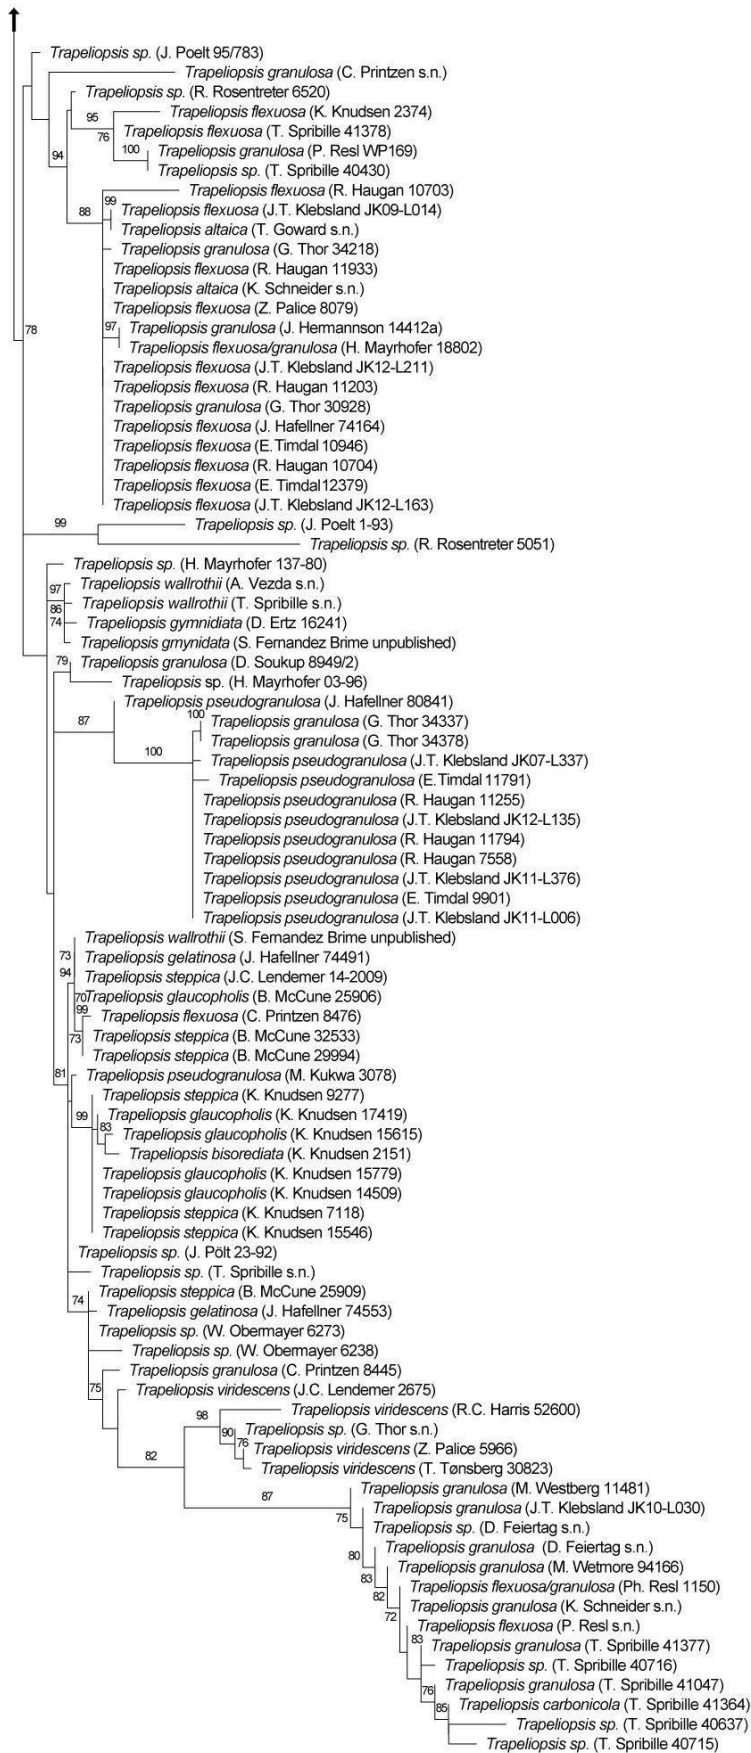 Trapeliopsis sp. (J. Poelt 95/783)
Trapeliopsis granulosa (C. Printzen s.n.)
Trapeliopsis sp. (R. Rosentreter 6520)
95
Trapeliopsis flexuosa (K. Knudsen 2374)
76
Trapeliopsis flexuosa (T. Spribille 41378)
94
100
Trapeliopsis granulosa (P. Resl WP169)
Trapeliopsis sp. (T. Spribille 40430)
Trapeliopsis flexuosa (R. Haugan 10703)
88
99
Trapeliopsis flexuosa (J.T. Klebsland JK09-L014)
Trapeliopsis altaica (T. Goward s.n.)
Trapeliopsis granulosa (G. Thor 34218)
Trapeliopsis flexuosa (R. Haugan 11933)
Trapeliopsis altaica (K. Schneider s.n.)
Trapeliopsis flexuosa (Z. Palice 8079)
78
97
Trapeliopsis granulosa (J. Hermannson 14412a)
Trapeliopsis flexuosa/granulosa (H. Mayrhofer 18802)
Trapeliopsis flexuosa (J.T. Klebsland JK12-L211)
Trapeliopsis flexuosa (R. Haugan 11203)
Trapeliopsis granulosa (G. Thor 30928)
Trapeliopsis flexuosa (J. Hafellner 74164)
Trapeliopsis flexuosa (E.Timdal 10946)
Trapeliopsis flexuosa (R. Haugan 10704)
Trapeliopsis flexuosa (E. Timdal12379)
Trapeliopsis flexuosa (J.T. Klebsland JK12-L163)
99
Trapeliopsis sp. (J. Poelt 1-93)
Trapeliopsis sp. (R. Rosentreter 5051)
Trapeliopsis sp. (H. Mayrhofer 137-80)
97
Trapeliopsis wallrothii (A. Vezda s.n.)
86
Trapeliopsis wallrothii (T. Spribille s.n.)
74
Trapeliopsis gymnidiata (D. Ertz 16241)
Trapeliopsis gmynidata (S. Fernandez Brime unpublished)
79
Trapeliopsis granulosa (D. Soukup 8949/2)
Trapeliopsis sp. (H. Mayrhofer 03-96)
87
Trapeliopsis pseudogranulosa (J. Hafellner 80841)
100
Trapeliopsis granulosa (G. Thor 34337)
Trapeliopsis granulosa (G. Thor 34378)
100
Trapeliopsis pseudogranulosa (J.T. Klebsland JK07-L337)
Trapeliopsis pseudogranulosa (E.Timdal 11791)
Trapeliopsis pseudogranulosa (R. Haugan 11255)
Trapeliopsis pseudogranulosa (J.T. Klebsland JK12-L135)
Trapeliopsis pseudogranulosa (R. Haugan 11794)
Trapeliopsis pseudogranulosa (R. Haugan 7558)
Trapeliopsis pseudogranulosa (J.T. Klebsland JK11-L376)
Trapeliopsis pseudogranulosa (E. Timdal 9901)
Trapeliopsis pseudogranulosa (J.T. Klebsland JK11-L006)
Trapeliopsis wallrothii (S. Fernandez Brime unpublished)
73
Trapeliopsis gelatinosa (J. Hafellner 74491)
94
Trapeliopsis steppica (J.C. Lendemer 14-2009)
70
Trapeliopsis glaucopholis (B. McCune 25906)
99
Trapeliopsis flexuosa (C. Printzen 8476)
73
Trapeliopsis steppica (B. McCune 32533)
Trapeliopsis steppica (B. McCune 29994)
81
Trapeliopsis pseudogranulosa (M. Kukwa 3078)
Trapeliopsis steppica (K. Knudsen 9277)
99
Trapeliopsis glaucopholis (K. Knudsen 17419)
83
Trapeliopsis glaucopholis (K. Knudsen 15615)
Trapeliopsis bisorediata (K. Knudsen 2151)
Trapeliopsis glaucopholis (K. Knudsen 15779)
Trapeliopsis glaucopholis (K. Knudsen 14509)
Trapeliopsis steppica (K. Knudsen 7118)
Trapeliopsis steppica (K. Knudsen 15546)
Trapeliopsis sp. (J. Pölt 23-92)
Trapeliopsis sp. (T. Spribille s.n.)
74
Trapeliopsis steppica (B. McCune 25909)
Trapeliopsis gelatinosa (J. Hafellner 74553)
Trapeliopsis sp. (W. Obermayer 6273)
Trapeliopsis sp. (W. Obermayer 6238)
75
Trapeliopsis granulosa (C. Printzen 8445)
Trapeliopsis viridescens (J.C. Lendemer 2675)
98
Trapeliopsis viridescens (R.C. Harris 52600)
90
Trapeliopsis sp. (G. Thor s.n.)
76
Trapeliopsis viridescens (Z. Palice 5966)
82
Trapeliopsis viridescens (T. Tønsberg 30823)
87
Trapeliopsis granulosa (M. Westberg 11481)
75
Trapeliopsis granulosa (J.T. Klebsland JK10-L030)
Trapeliopsis sp. (D. Feiertag s.n.)
80
Trapeliopsis granulosa (D. Feiertag s.n.)
83
Trapeliopsis granulosa (M. Wetmore 94166)
82
Trapeliopsis flexuosa/granulosa (Ph. Resl 1150)
72
Trapeliopsis granulosa (K. Schneider s.n.)
Trapeliopsis flexuosa (P. Resl s.n.)
83
Trapeliopsis granulosa (T. Spribille 41377)
Trapeliopsis sp. (T. Spribille 40716)
76
Trapeliopsis granulosa (T. Spribille 41047)
85
Trapeliopsis carbonicola (T. Spribille 41364)
Trapeliopsis sp. (T. Spribille 40637)
Trapeliopsis sp. (T. Spribille 40715)